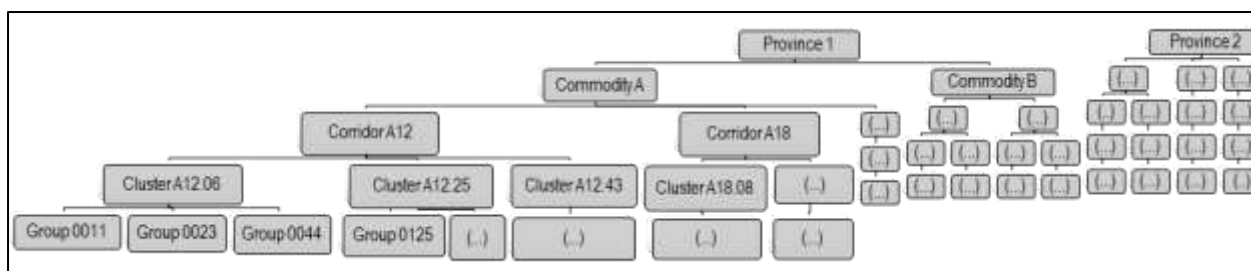 Province 1
Province 2
Commodity A
Commodity B
(...)
(...)
(...)
Corridor A12
Corridor A18
(...)
(...)
(...)
(...)
(...)
(...)
(...)
Cluster A12.06
Cluster A12.25
Cluster A12.43
Cluster A18.08
(...)
(...)
(...)
(...)
(...)
(...)
(...)
(...)
(...)
(...)
Group 0011
Group 0023
Group 0044
Group 0125
(...)
(...)
(...)
(...)
(...)
(...)
(...)
(...)
(...)
(...)
(...)
(...)
(...)